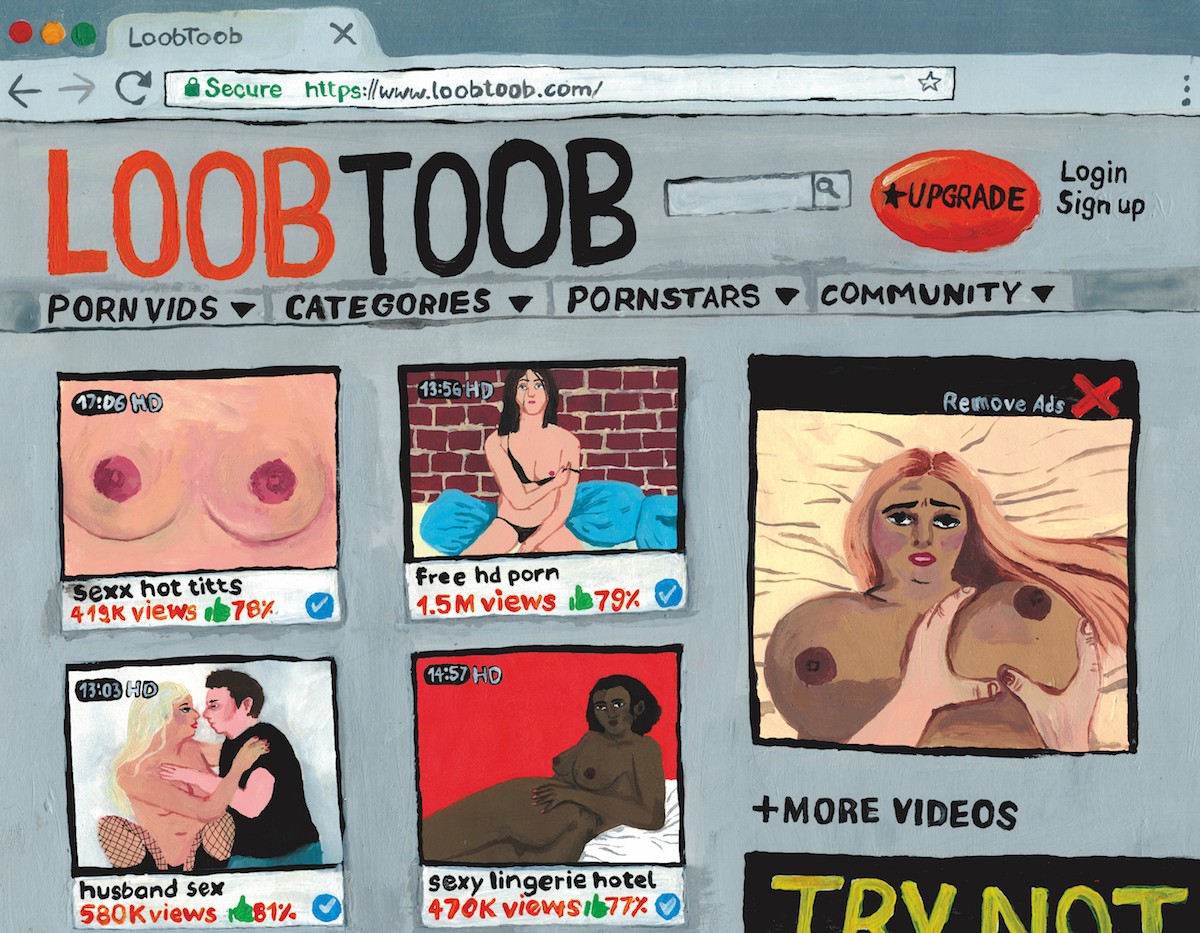 LoobToob
Secure https://www.loobtoob.com/
LOOBTOOB
★UPGRADE
Login
Sign up
PORN VIDS ▼ CATEGORIES ▼ PORNSTARS ▼ COMMUNITY ▼
17:06 HD
sexx hot titts
419K views 78%
13:56 HD
free hd porn
1.5M views 79%
Remove Ads
13:03 HD
husband sex
580K views 81%
14:57 HD
sexy lingerie hotel
470K views 77%
+MORE VIDEOS
TRY NOT